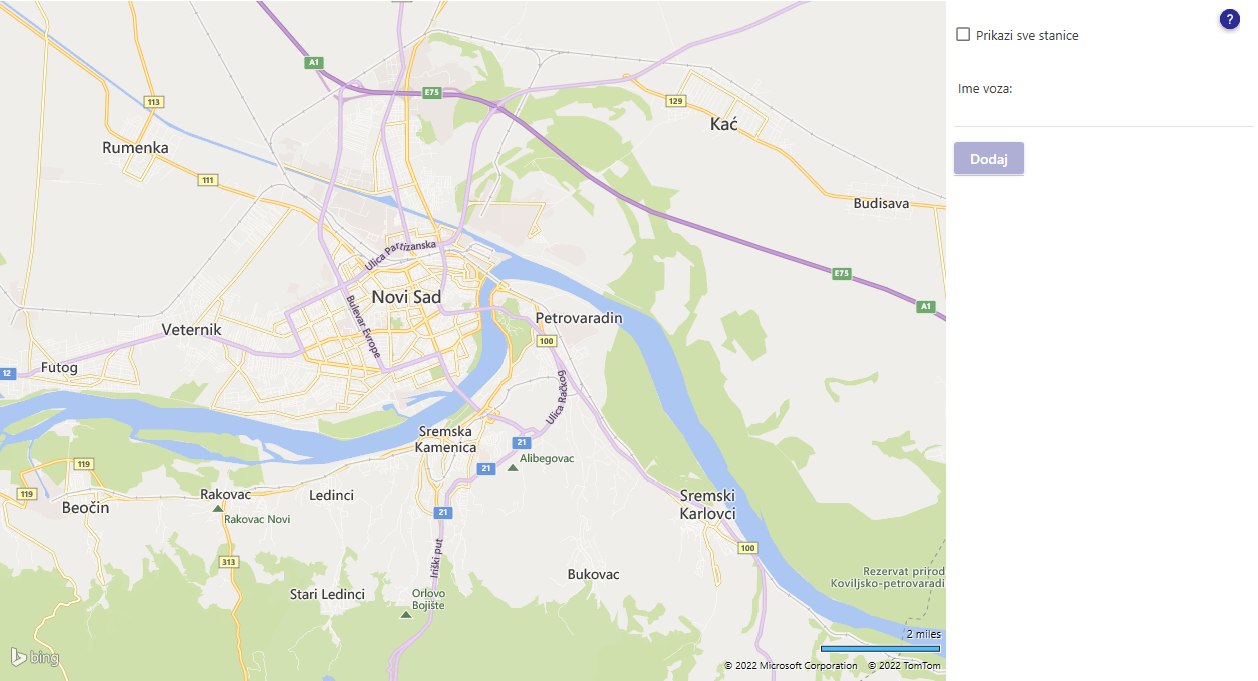 A1
E75
113
129
Kać
Rumenka
111
Budisava
Ulica Partizanska
E75
Novi Sad
A1
Bulevar Evrope
Petrovaradin
Veternik
100
Futog
12
Ulica Račkog
Sremska
Kamenica
21
Alibegovac
119
21
119
Rakovac
Ledinci
Sremski
Karlovci
Beočin
Rakovac Novi
21
100
Iriški put
313
Bukovac
Rezervat prirod
Koviljsko-petrovaradi
Stari Ledinci
Orlovo
Bojište
2 miles
bing
© 2022 Microsoft Corporation © 2022 TomTom
?
Prikazi sve stanice
Ime voza:
Dodaj